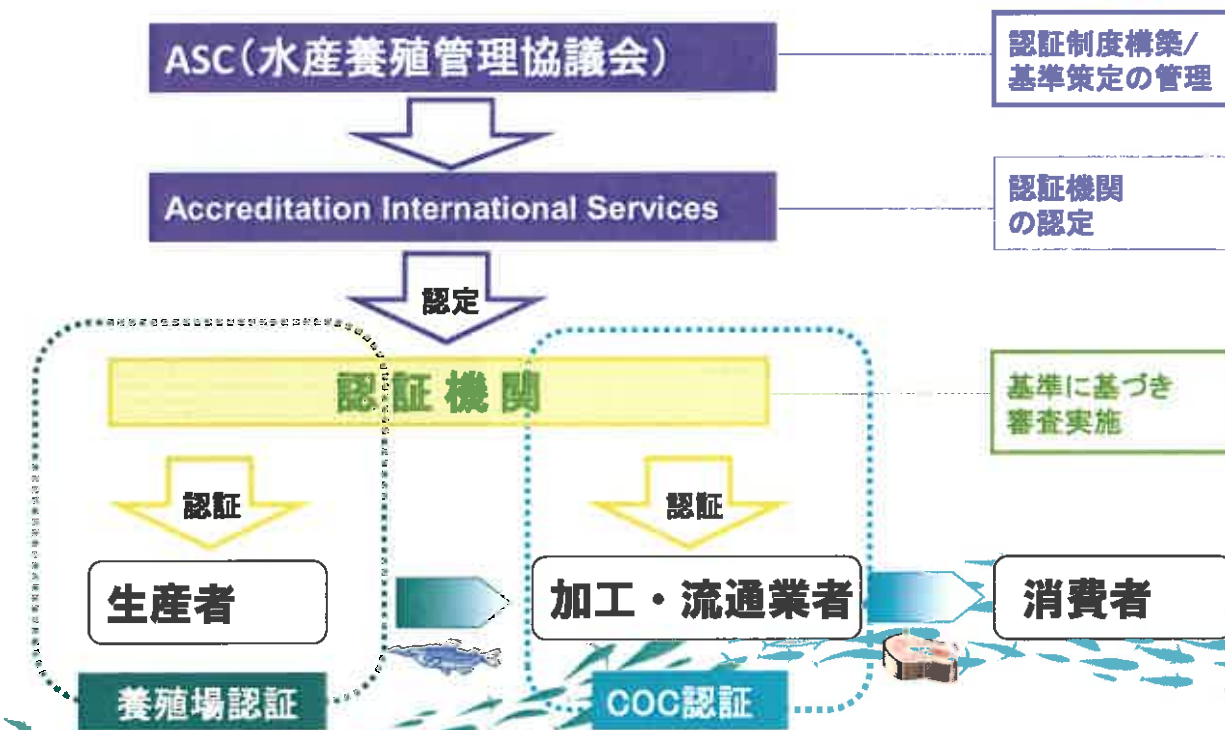 ASC(水産養殖管理協議会)
認証制度構築/
基準策定の管理
Accreditation International Services
認証機関
の認定
認定
認証機関
基準に基づき
審査実施
認証
認証
生産者
加工・流通業者
消費者
養殖場認証
COC認証